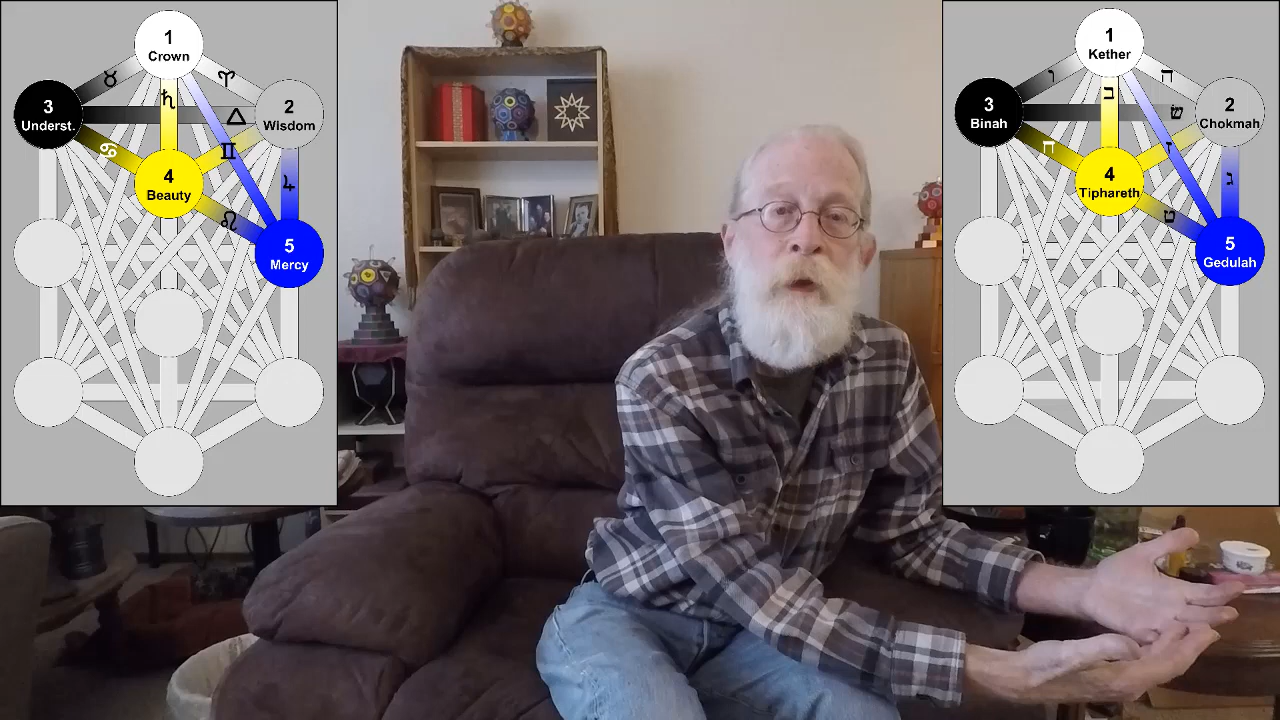 1
Crown
♉
♄
♈
3
Underst.
2
Wisdom
△
♋
♊
4
Beauty
♃
♌
5
Mercy
1
Kether
ו
ב
ה
3
Binah
2
Chokmah
ש
ח
ז
4
Tiphareth
ג
ט
5
Gedulah